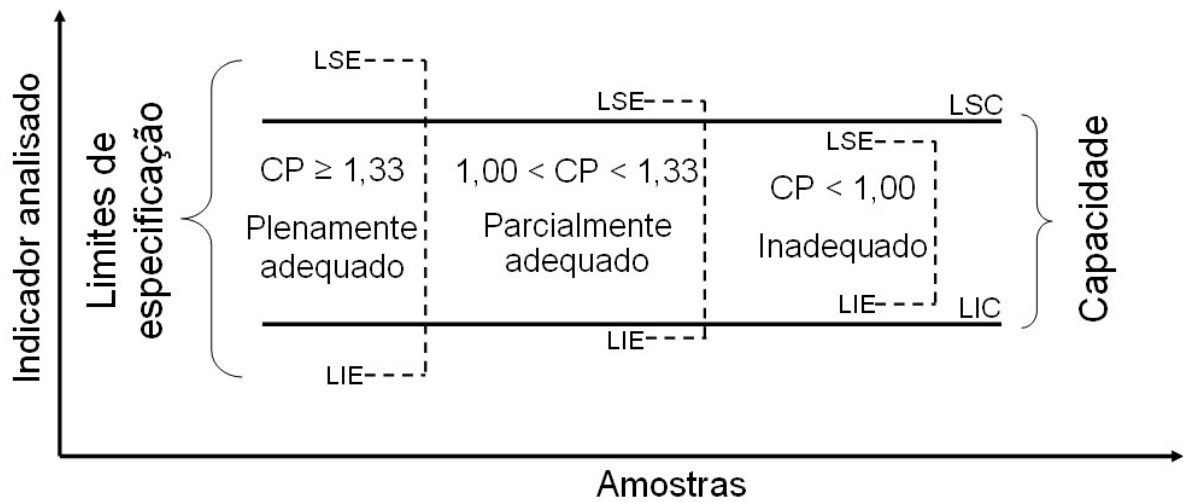 Indicador analisado
Limites de
especificação
LSE
CP ≥ 1,33
Plenamente
adequado
LIE
LSE
1,00 < CP < 1,33
Parcialmente
adequado
LIE
LSC
LSE
CP < 1,00
Inadequado
LIE
LIC
Capacidade
Amostras